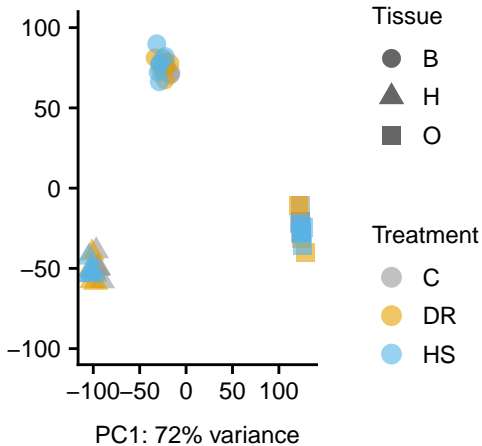 Tissue
B
H
O
Treatment
C
DR
HS
100
50
0
−50
−100
−100 −50 0 50 100
PC1: 72% variance